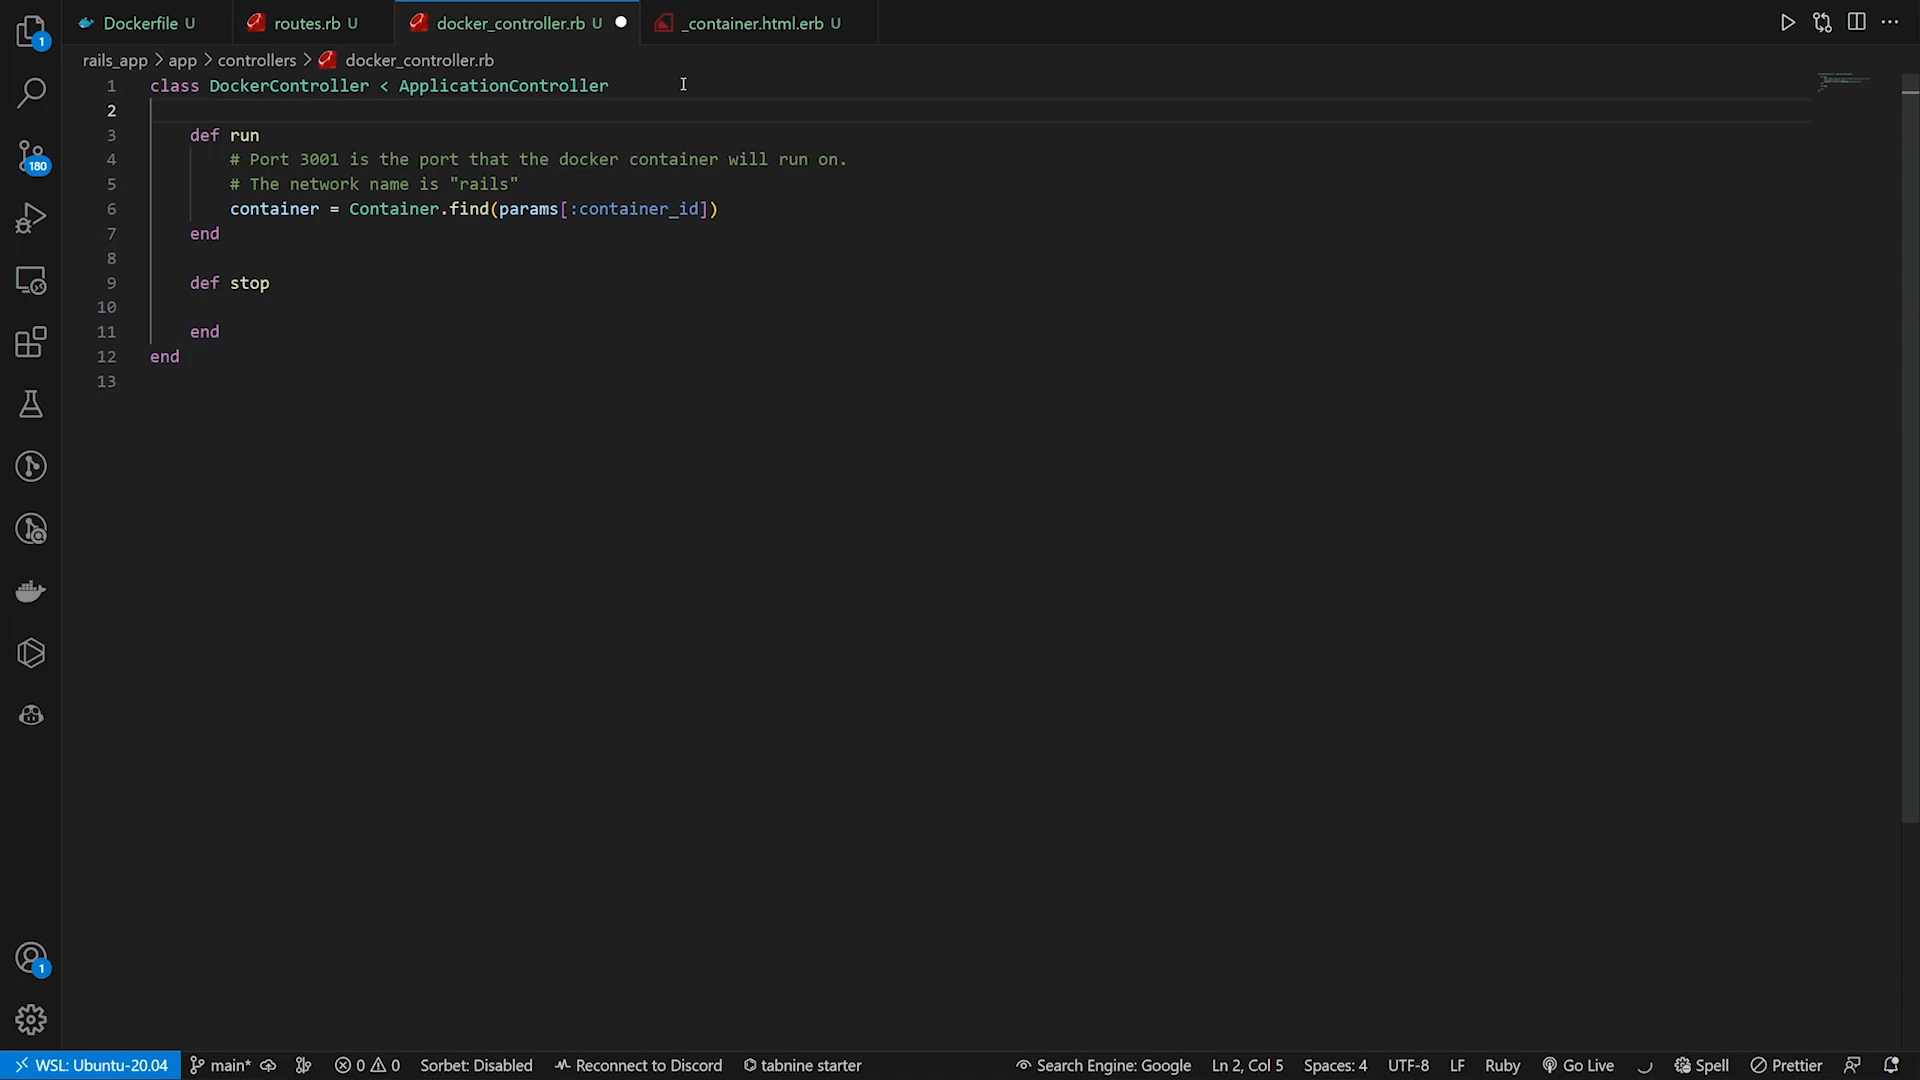 Dockerfile U routes.rb U docker_controller.rb U _container.html.erb U
1
rails_app > app > controllers > docker_controller.rb
1 class DockerController < ApplicationController
2
3 def run
4 # Port 3001 is the port that the docker container will run on.
5 # The network name is "rails"
6 container = Container.find(params[:container_id])
7 end
8
9 def stop
10
11 end
12 end
13
180
1
WSL: Ubuntu-20.04 main* 0 0 Sorbet: Disabled Reconnect to Discord tabnine starter Search Engine: Google Ln 2, Col 5 Spaces: 4 UTF-8 LF Ruby Go Live Spell Prettier